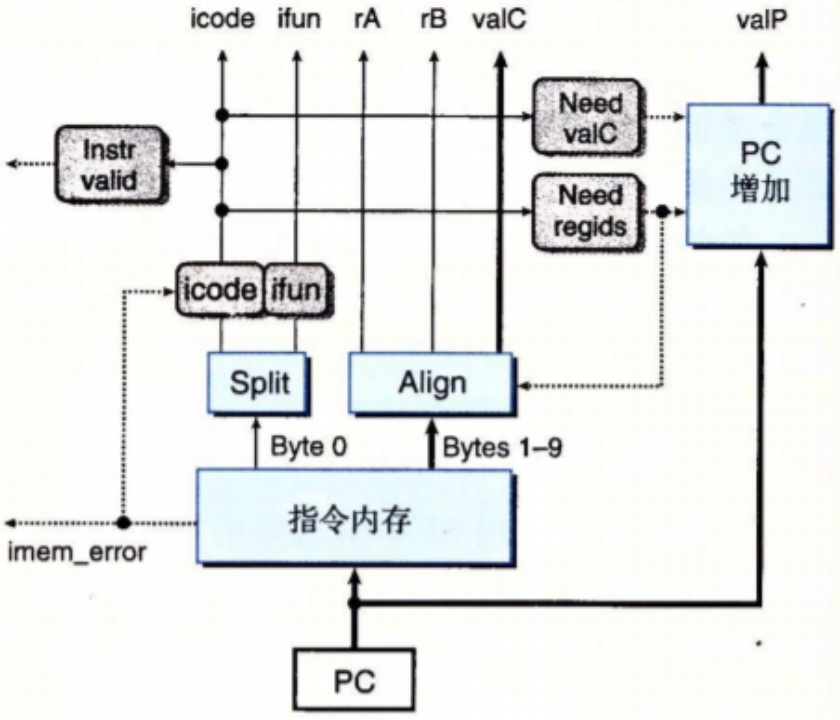 icode ifun rA rB valC valP
Need
valC
Instr
valid
PC
增加
Need
regids
icode ifun
Split
Align
Byte 0
Bytes 1–9
指令内存
imem_error
PC